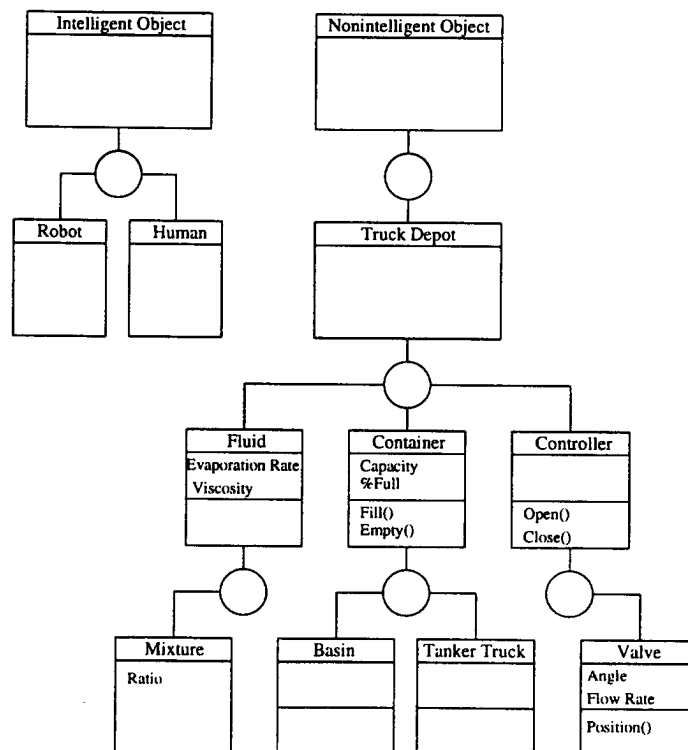 Intelligent Object
Nonintelligent Object
Robot
Human
Truck Depot
Fluid
Evaporation Rate
Viscosity
Container
Capacity
%Full
Fill()
Empty()
Controller
Open()
Close()
Mixture
Ratio
Basin
Tanker Truck
Valve
Angle
Flow Rate
Position()